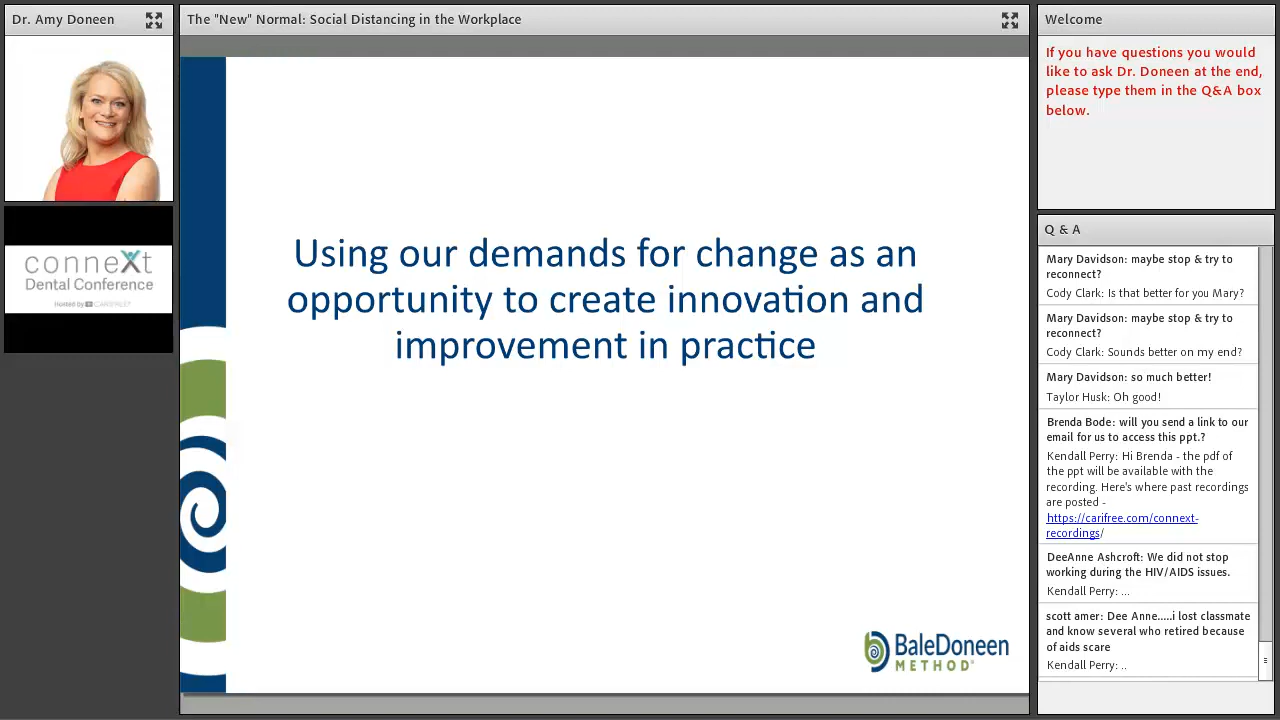 Dr. Amy Doneen
The "New" Normal: Social Distancing in the Workplace
Welcome
If you have questions you would
like to ask Dr. Doneen at the end,
please type them in the Q&A box
below.
conneXt
Dental Conference
Hosted by CARIFREE
Using our demands for change as an
opportunity to create innovation and
improvement in practice
BaleDoneen
METHOD®
Q & A
Mary Davidson: maybe stop & try to
reconnect?
Cody Clark: Is that better for you Mary?
Mary Davidson: maybe stop & try to
reconnect?
Cody Clark: Sounds better on my end?
Mary Davidson: so much better!
Taylor Husk: Oh good!
Brenda Bode: will you send a link to our
email for us to access this ppt.?
Kendall Perry: Hi Brenda - the pdf of
the ppt will be available with the
recording. Here's where past recordings
are posted -
https://carifree.com/connext-
recordings/
DeeAnne Ashcroft: We did not stop
working during the HIV/AIDS issues.
Kendall Perry: ...
scott amer: Dee Anne.....i lost classmate
and know several who retired because
of aids scare
Kendall Perry: ..